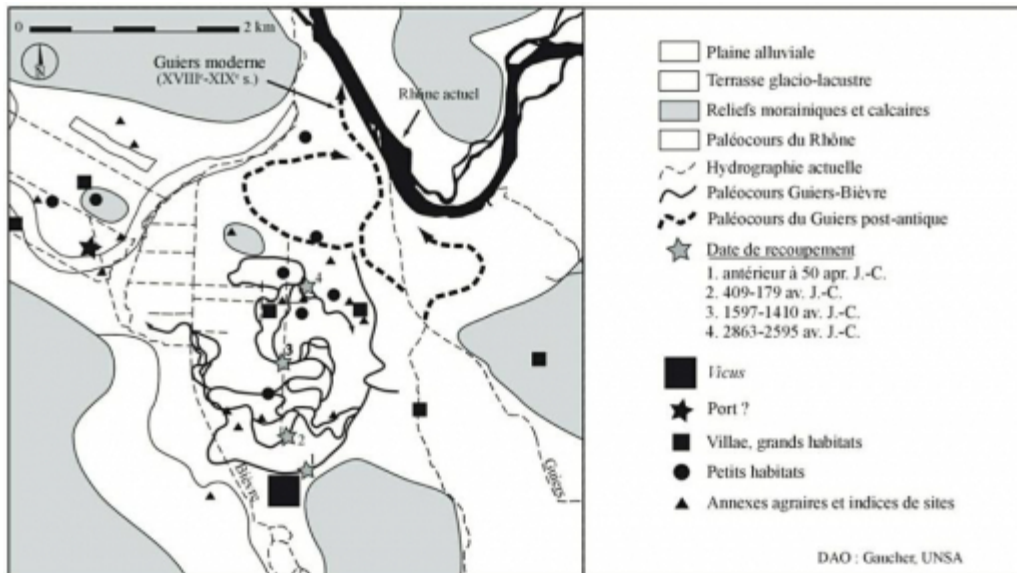 0 2 km
N
Guiers moderne
(XVIIIe-XIXe s.)
Rhône actuel
4
3
2
1
Bièvre
Guiers
Plaine alluviale
Terrasse glacio-lacustre
Reliefs morainiques et calcaires
Paléocours du Rhône
Hydrographie actuelle
Paléocours Guiers-Bièvre
Paléocours du Guiers post-antique
Date de recoupement
1. antérieur à 50 apr. J.-C.
2. 409-179 av. J.-C.
3. 1597-1410 av. J.-C.
4. 2863-2595 av. J.-C.
Vicus
Port ?
Villae, grands habitats
Petits habitats
Annexes agraires et indices de sites
DAO : Gaucher, UNSA